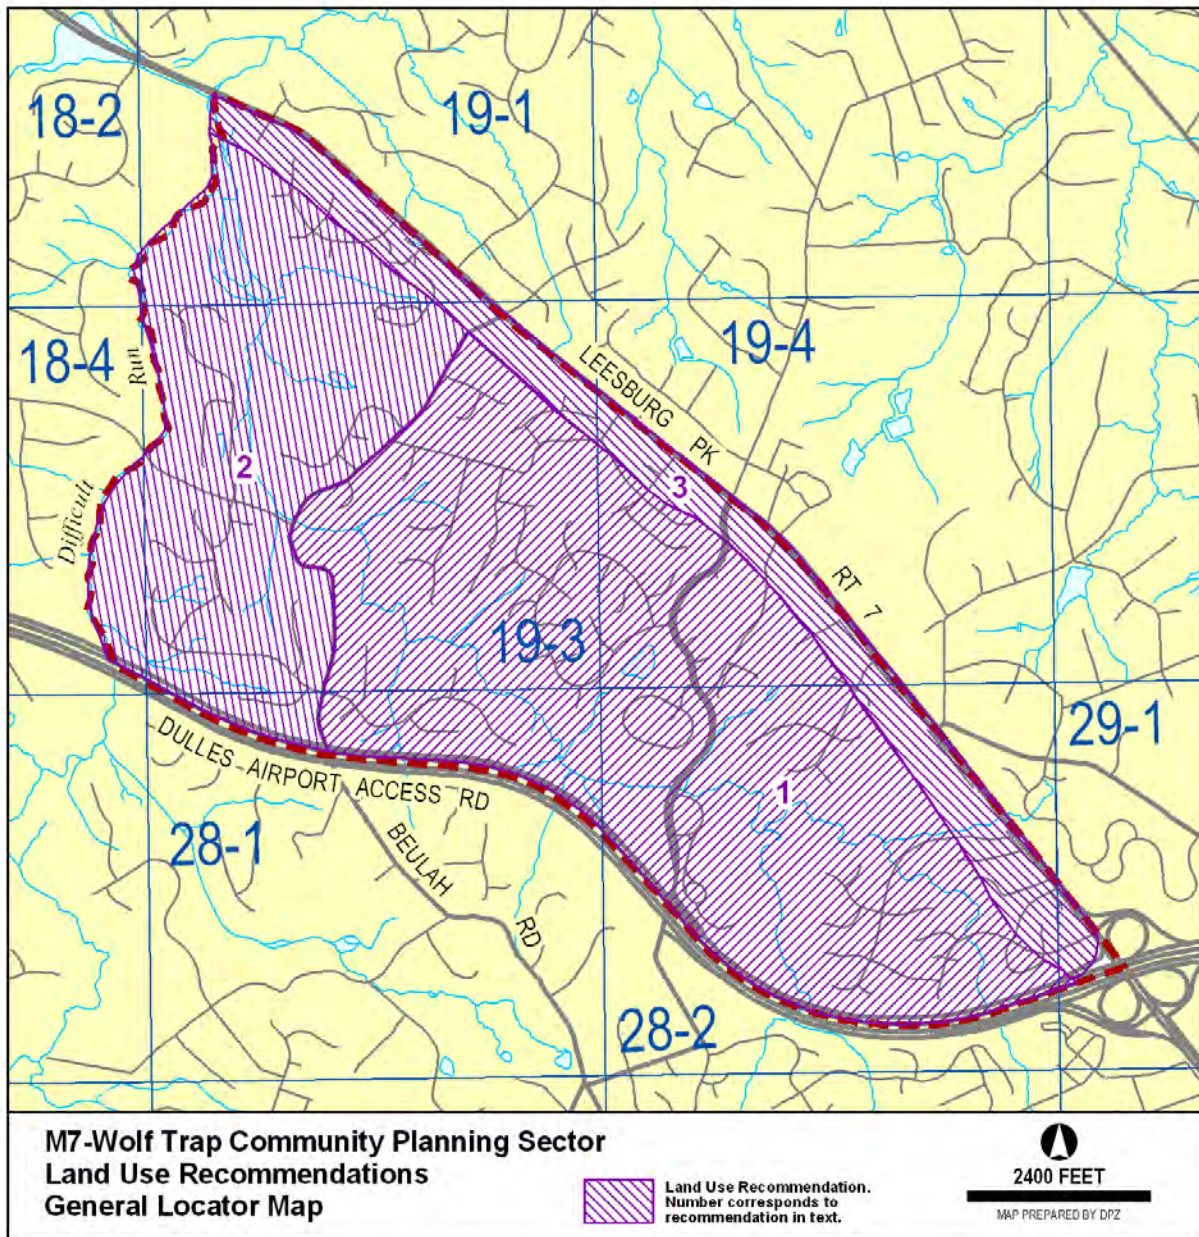 18-2
19-1
18-4
Run
19-4
LEESBURG PK
2
3
Difficult
RT 7
19-3
29-1
DULLES AIRPORT ACCESS RD
1
28-1
BEULAH RD
28-2
M7-Wolf Trap Community Planning Sector
Land Use Recommendations
General Locator Map
Land Use Recommendation.
Number corresponds to
recommendation in text.
2400 FEET
MAP PREPARED BY DPZ